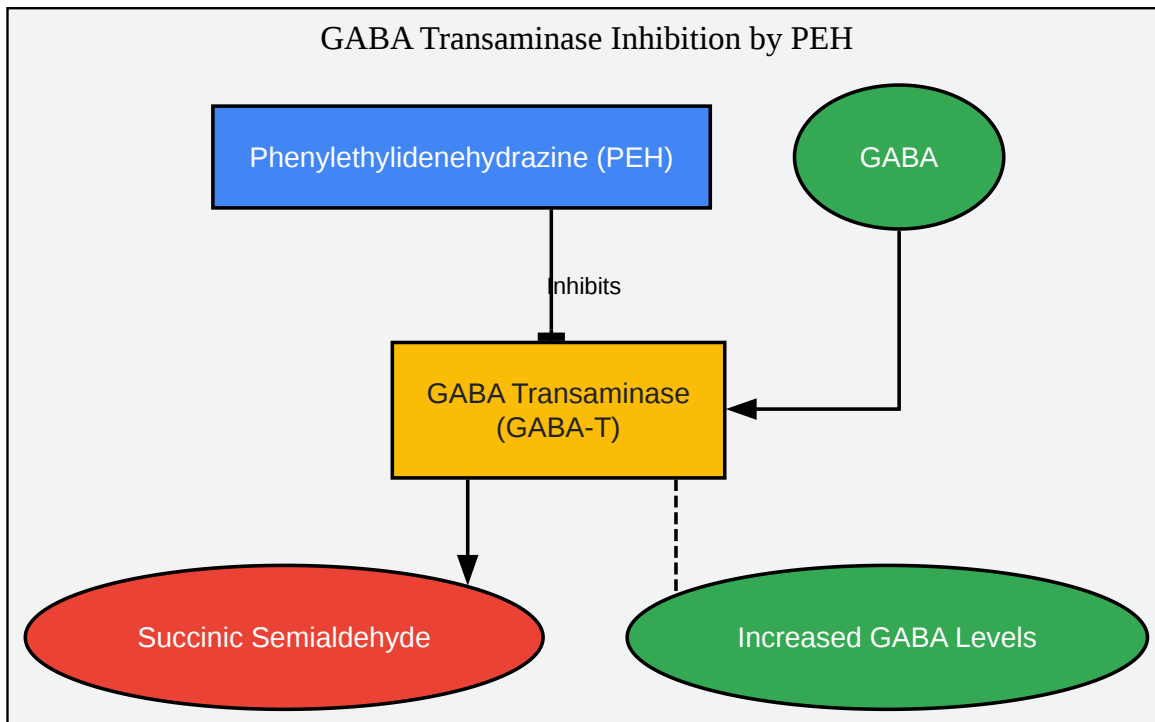 GABA Transaminase Inhibition by PEH
Phenylethylidenehydrazine (PEH)
GABA
Inhibits
GABA Transaminase
(GABA-T)
Succinic Semialdehyde
Increased GABA Levels